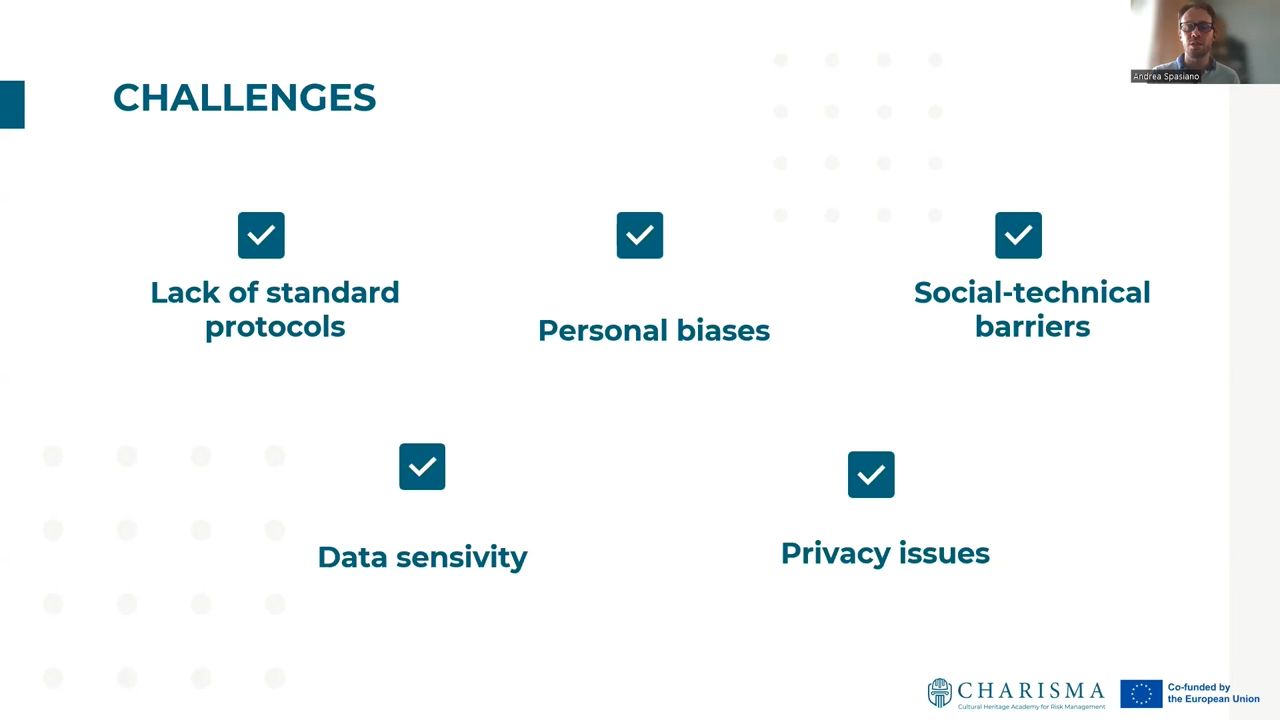 Andrea Spasiano
CHALLENGES
Lack of standard
protocols
Personal biases
Social-technical
barriers
Data sensivity
Privacy issues
CHARISMA
Cultural Heritage Academy for Risk Management
Co-funded by
the European Union